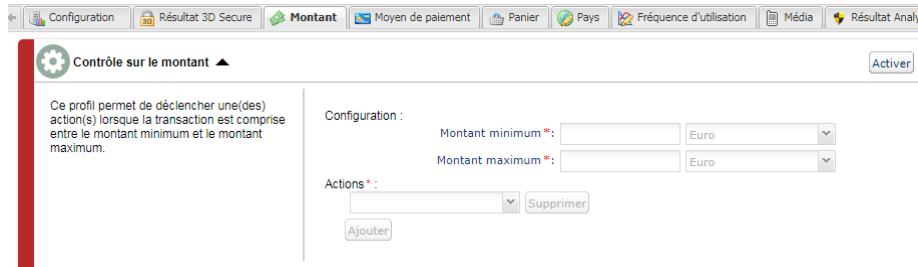 Configuration Résultat 3D Secure Montant Moyen de paiement Panier Pays Fréquence d'utilisation Média Résultat Analy
Contrôle sur le montant Activer
Ce profil permet de déclencher une(des)
action(s) lorsque la transaction est comprise
entre le montant minimum et le montant
maximum.
Configuration :
Montant minimum *: Euro
Montant maximum *: Euro
Actions * :
Supprimer
Ajouter